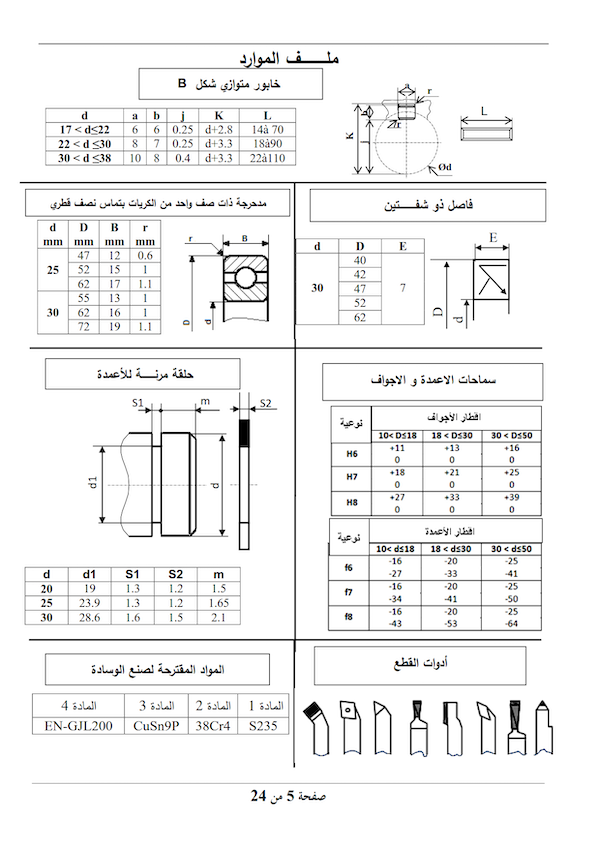 ملـــــف الموارد
خابور متوازي شكل B
d a b j K L
17 < d≤22 6 6 0.25 d+2.8 14à 70
22 < d ≤30 8 7 0.25 d+3.3 18à90
30 < d ≤38 10 8 0.4 d+3.3 22à110
a
r
b
K
j
r
Ød
L
مدحرجة ذات صف واحد من الكريات بتماس نصف قطري
d D B r
mm mm mm mm
25 47 12 0.6
52 15 1
62 17 1.1
30 55 13 1
62 16 1
72 19 1.1
r
B
D
d
فاصل ذو شفـــــتين
d D E
30 40 7
42
47
52
62
E
D
d
حلقة مرنـــــة للأعمدة
S1
m
S2
d1
d
d d1 S1 S2 m
20 19 1.3 1.2 1.5
25 23.9 1.3 1.2 1.65
30 28.6 1.6 1.5 2.1
سماحات الاعمدة و الاجواف
نوعية
اقطار الأجواف
10< D≤18 18 < D≤30 30 < D≤50
H6 +11 +13 +16
0 0 0
H7 +18 +21 +25
0 0 0
H8 +27 +33 +39
0 0 0
نوعية
اقطار الأعمدة
10< d≤18 18 < d≤30 30 < d≤50
f6 -16 -20 -25
-27 -33 -41
f7 -16 -20 -25
-34 -41 -50
f8 -16 -20 -25
-43 -53 -64
المواد المقترحة لصنع الوسادة
المادة 1 المادة 2 المادة 3 المادة 4
S235 38Cr4 CuSn9P EN-GJL200
أدوات القطع
صفحة 5 من 24